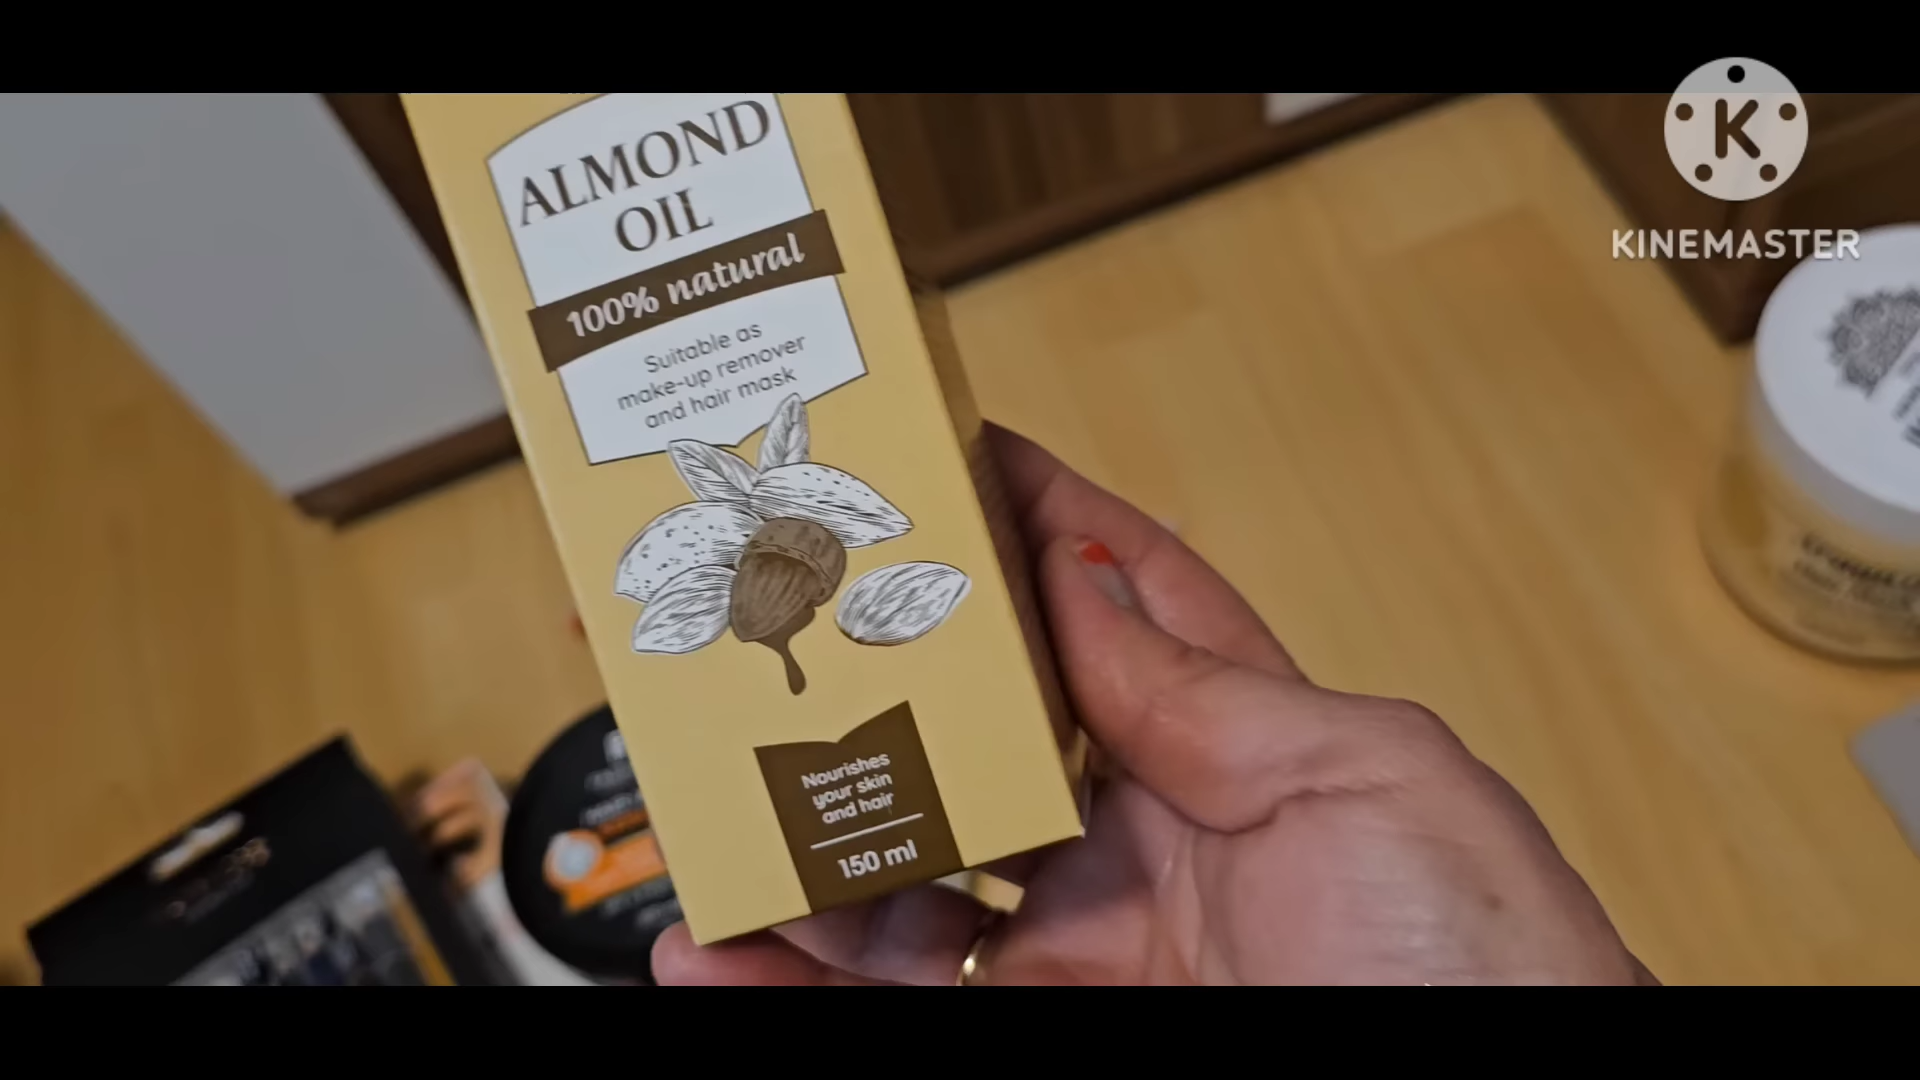 ALMOND
OIL
100% natural
Suitable as
make-up remover
and hair mask
Nourishes
your skin
and hair
150 ml
K
KINEMASTER